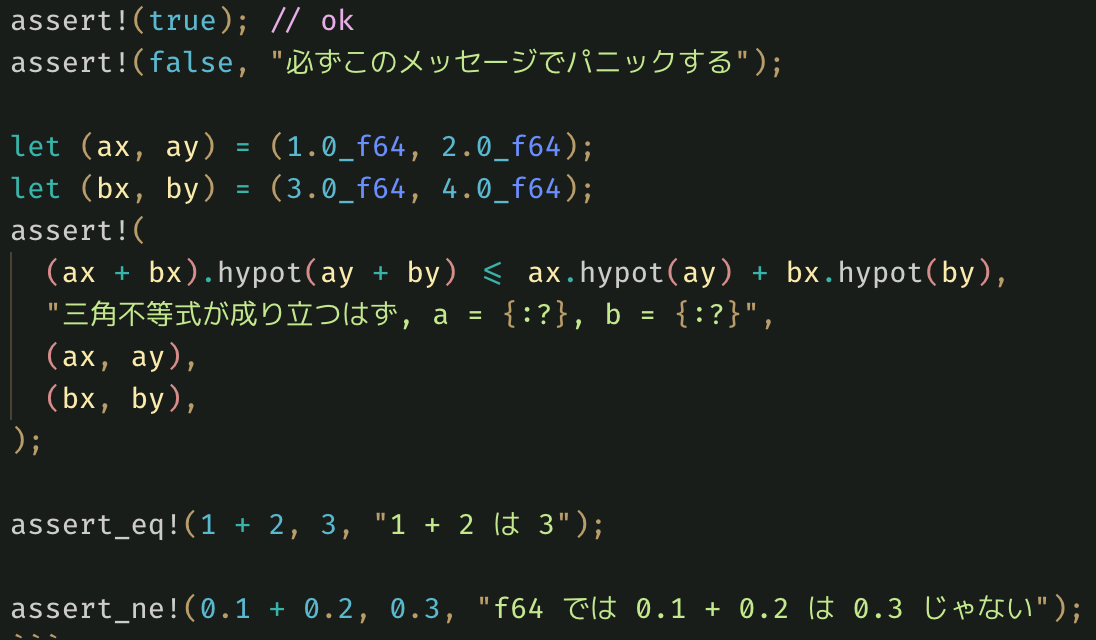 assert!(true); // ok
assert!(false, "必ずこのメッセージでパニックする");
let (ax, ay) = (1.0_f64, 2.0_f64);
let (bx, by) = (3.0_f64, 4.0_f64);
assert!(
(ax + bx).hypot(ay + by) <= ax.hypot(ay) + bx.hypot(by),
"三角不等式が成り立つはず, a = {:?}, b = {:?}",
(ax, ay),
(bx, by),
);
assert_eq!(1 + 2, 3, "1 + 2 は 3");
assert_ne!(0.1 + 0.2, 0.3, "f64 では 0.1 + 0.2 は 0.3 じゃない");
```